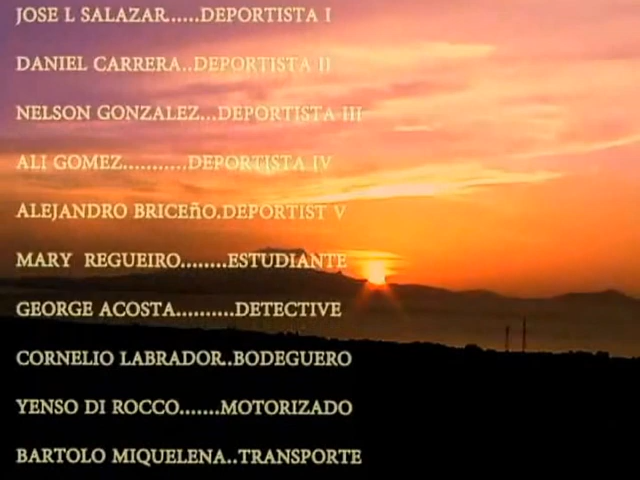 JOSE L SALAZAR......DEPORTISTA I
DANIEL CARRERA..DEPORTISTA II
NELSON GONZALEZ...DEPORTISTA III
ALI GOMEZ...........DEPORTISTA IV
ALEJANDRO BRICEñO.DEPORTIST V
MARY  REGUEIRO........ESTUDIANTE
GEORGE ACOSTA..........DETECTIVE
CORNELIO LABRADOR..BODEGUERO
YENSO DI ROCCO.......MOTORIZADO
BARTOLO MIQUELENA..TRANSPORTE